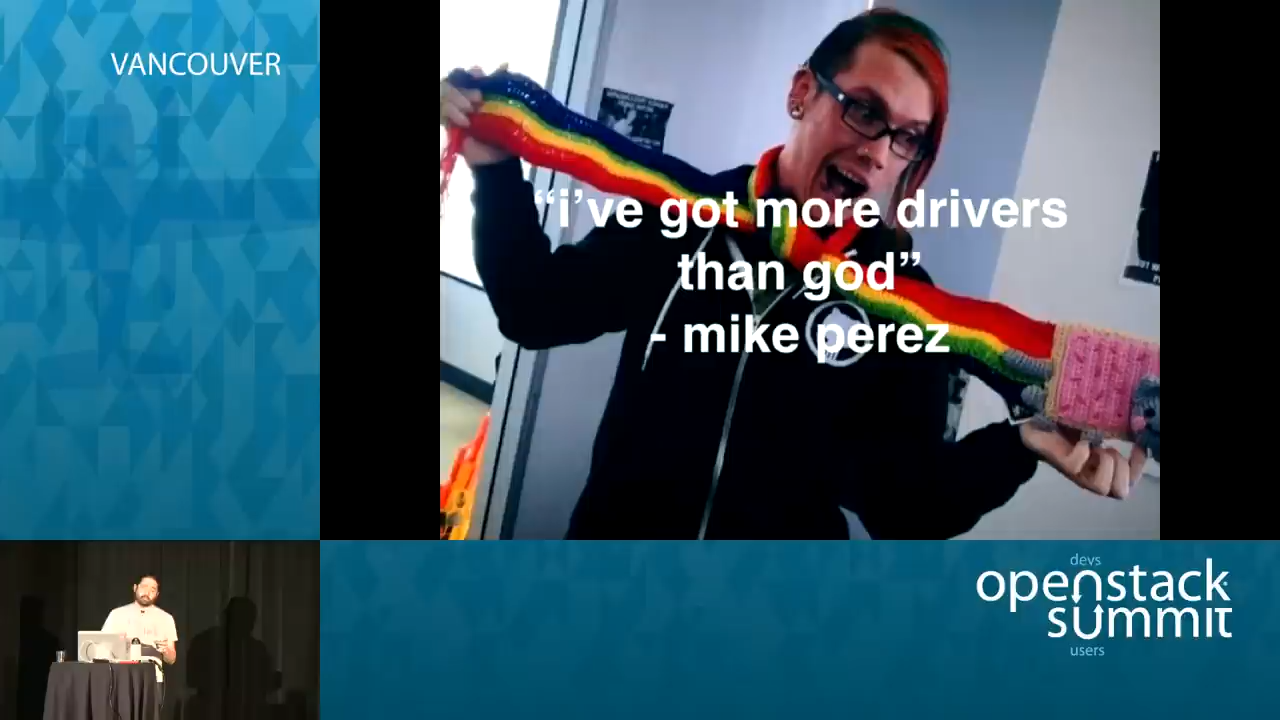 VANCOUVER
“i’ve got more drivers
than god”
- mike perez
devs
openstack
summit
users